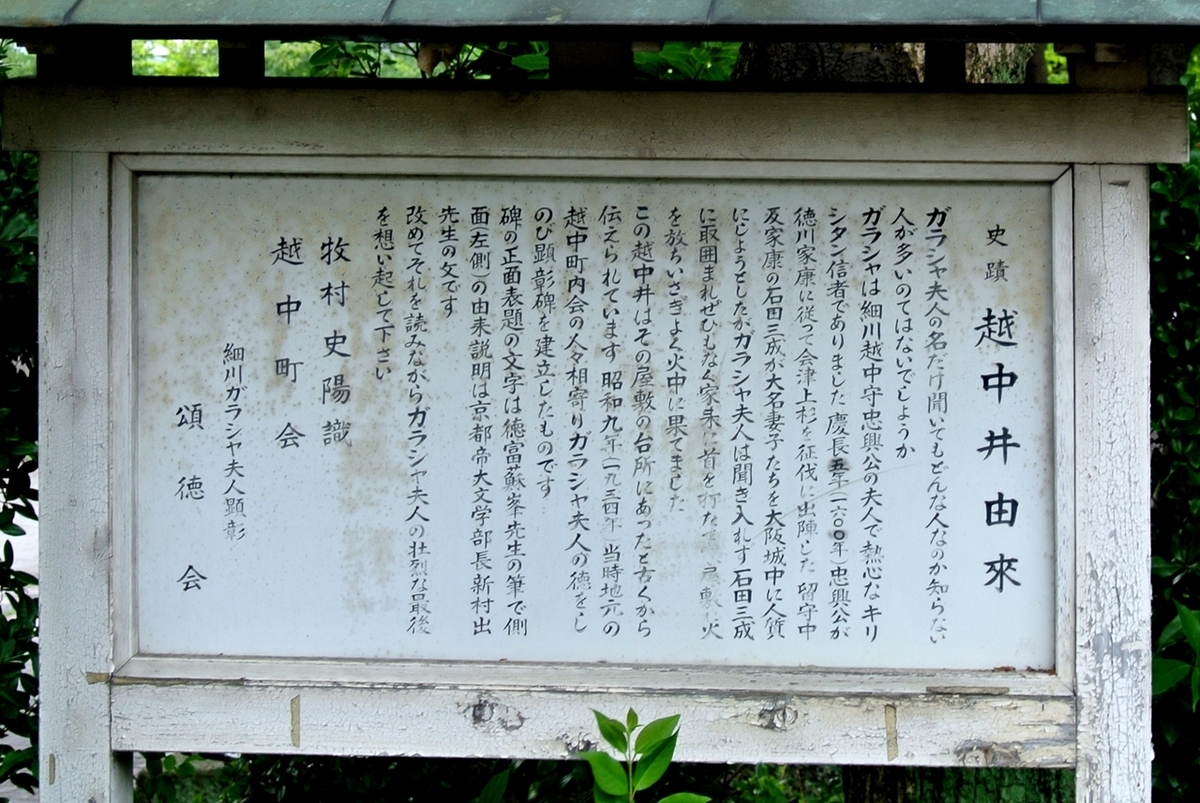 史蹟 越中井由來
ガラシャ夫人の名だけ聞いてもどんな人なのか知らない
人が多いのてはないでしようか
ガラシャは細川越中守忠興公の夫人で熱心なキリ
シタン信者でありました 慶長五年(一六〇〇年)忠興公が
徳川家康に従って会津上杉を征伐に出陣した 留守中
反家康の石田三成が大名妻子たちを大阪城中に人質
にしようとしたがガラシャ夫人は聞き入れす石田三成
に取囲まれぜひもなく家来に首を打た 屋敷 火
を放ちいさぎよく火中に果てました
この越中井はその屋敷の台所にあったと古くから
伝えられています 昭和九年(一九三四年)当時地元の
越中町内会の人々相寄りガラシャ夫人の徳をし
のび顕彰碑を建立したものです
碑の正面表題の文字は徳富蘇峯先生の筆で側
面(左側)の由来説明は京都帝大文学部長新村出
先生の文です
改めてそれを読みながらガラシャ夫人の壮烈な最後
を想い起して下さい
牧村史陽識
越中町会
細川ガラシャ夫人顕彰
頌徳会